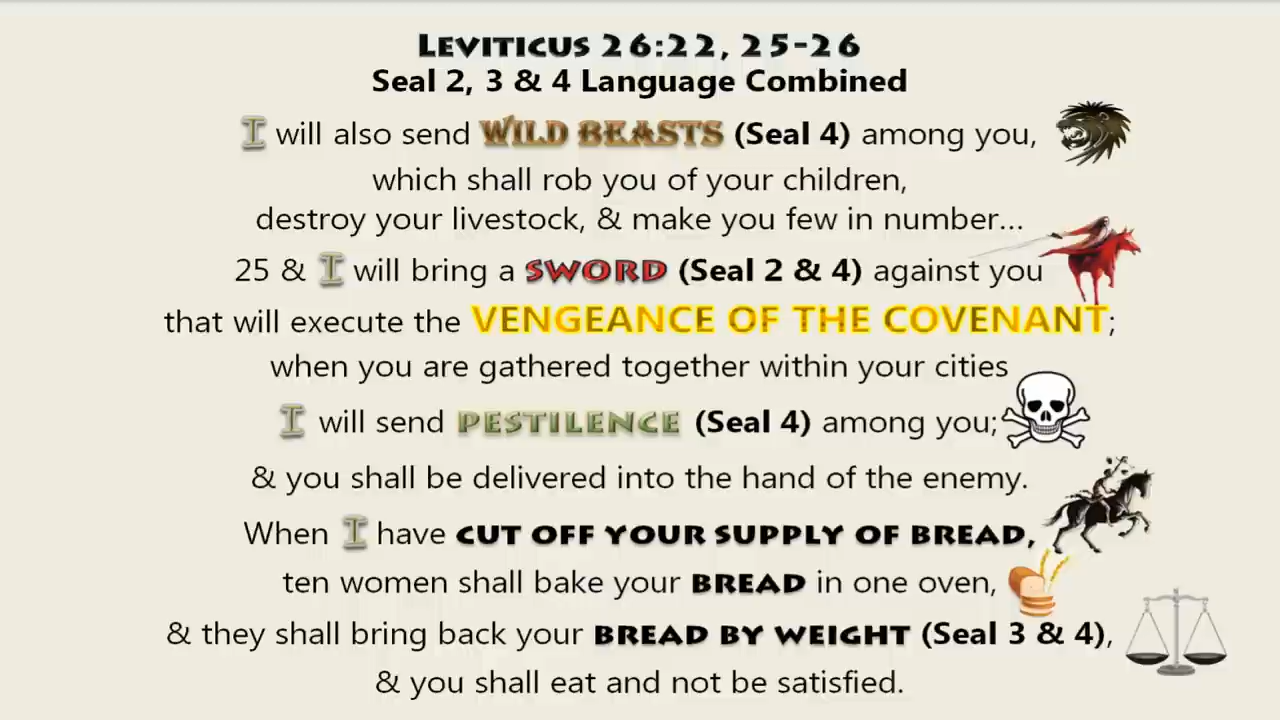 LEVITICUS 26:22, 25-26
Seal 2, 3 & 4 Language Combined
I will also send WILD BEASTS (Seal 4) among you,
which shall rob you of your children,
destroy your livestock, & make you few in number...
25 & I will bring a SWORD (Seal 2 & 4) against you
that will execute the VENGEANCE OF THE COVENANT;
when you are gathered together within your cities
I will send PESTILENCE (Seal 4) among you;
& you shall be delivered into the hand of the enemy.
When I have CUT OFF YOUR SUPPLY OF BREAD,
ten women shall bake your BREAD in one oven,
& they shall bring back your BREAD BY WEIGHT (Seal 3 & 4),
& you shall eat and not be satisfied.